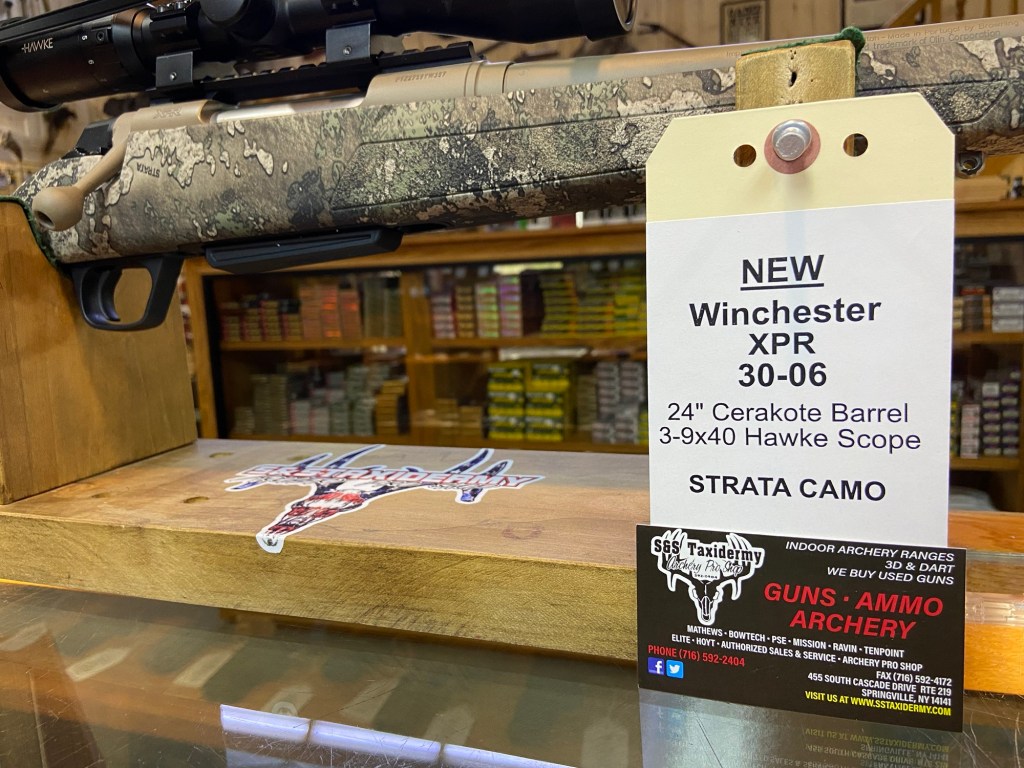 HAWKE
STRATA
NEW
Winchester
XPR
30-06
24" Cerakote Barrel
3-9x40 Hawke Scope
STRATA CAMO
S&S TAXIDERMY
S&S Taxidermy
Archery Pro Shop
INDOOR ARCHERY RANGES
3D & DART
WE BUY USED GUNS
GUNS · AMMO
ARCHERY
MATHEWS · BOWTECH · PSE · MISSION · RAVIN · TENPOINT
ELITE · HOYT · AUTHORIZED SALES & SERVICE · ARCHERY PRO SHOP
PHONE (716) 592-2404
FAX (716) 592-4172
455 SOUTH CASCADE DRIVE RTE 219
SPRINGVILLE, NY 14141
VISIT US AT WWW.SSTAXIDERMY.COM